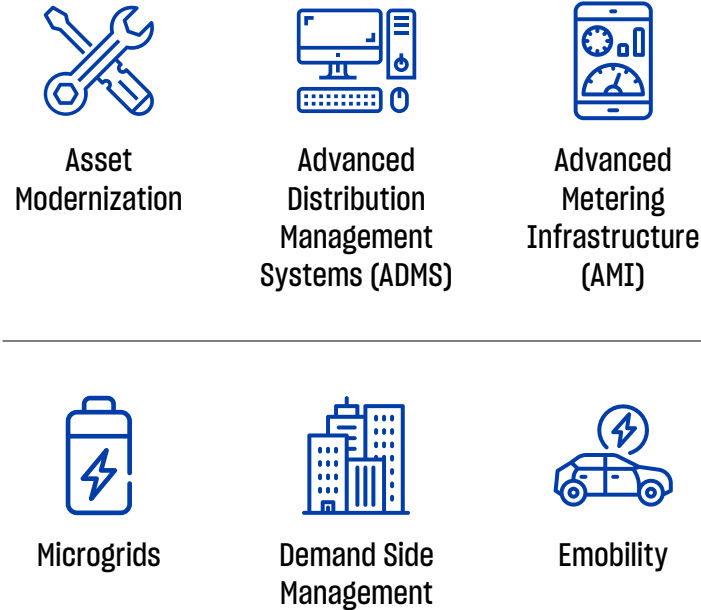 Asset
Modernization
Advanced
Distribution
Management
Systems (ADMS)
Advanced
Metering
Infrastructure
(AMI)
Microgrids
Demand Side
Management
Emobility